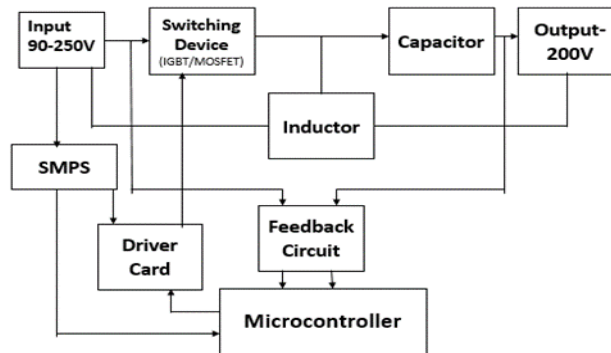 Input
90-250V
Switching
Device
(IGBT/MOSFET)
Capacitor
Output-
200V
Inductor
SMPS
Driver
Card
Feedback
Circuit
Microcontroller